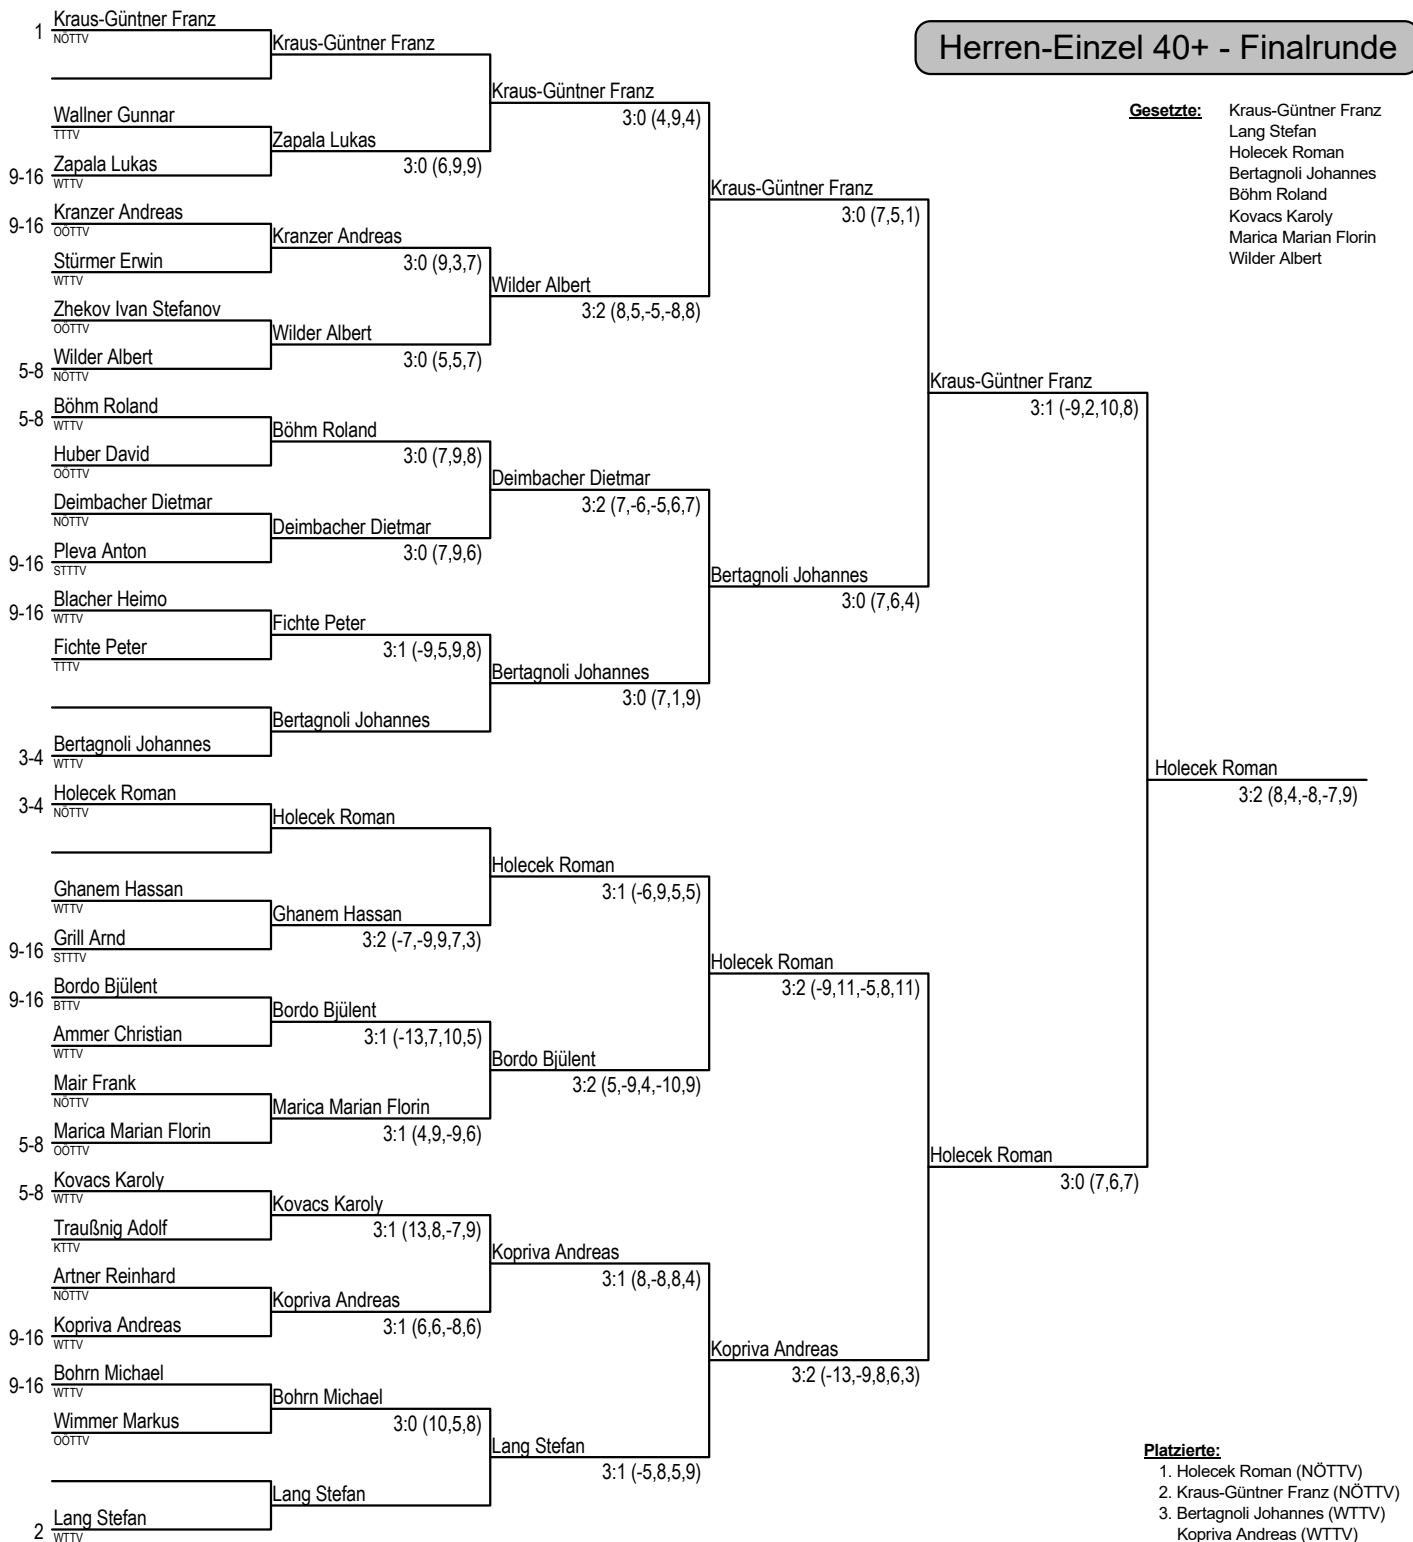 Herren-Einzel 40+ - Finalrunde
Gesetzte: Kraus-Güntner Franz
Lang Stefan
Holecek Roman
Bertagnoli Johannes
Böhm Roland
Kovacs Karoly
Marica Marian Florin
Wilder Albert
1 Kraus-Güntner Franz
NÖTTV
Wallner Gunnar
TTTV
9-16 Zapala Lukas
WTTV
9-16 Kranzer Andreas
OÖTTV
Stürmer Erwin
WTTV
Zhekov Ivan Stefanov
OÖTTV
5-8 Wilder Albert
NÖTTV
5-8 Böhm Roland
WTTV
Huber David
OÖTTV
Deimbacher Dietmar
NÖTTV
9-16 Pleva Anton
STTTV
9-16 Blacher Heimo
WTTV
Fichte Peter
TTTV
3-4 Bertagnoli Johannes
WTTV
3-4 Holecek Roman
NÖTTV
Ghanem Hassan
WTTV
9-16 Grill Arnd
STTTV
9-16 Bordo Bjülent
BTTV
Ammer Christian
WTTV
Mair Frank
NÖTTV
5-8 Marica Marian Florin
OÖTTV
5-8 Kovacs Karoly
WTTV
Traußnig Adolf
KTTV
Artner Reinhard
NÖTTV
9-16 Kopriva Andreas
WTTV
9-16 Bohrn Michael
WTTV
Wimmer Markus
OÖTTV
2 Lang Stefan
WTTV
Kraus-Güntner Franz
Zapala Lukas
3:0 (6,9,9)
Kranzer Andreas
3:0 (9,3,7)
Wilder Albert
3:0 (5,5,7)
Böhm Roland
3:0 (7,9,8)
Deimbacher Dietmar
3:0 (7,9,6)
Fichte Peter
3:1 (-9,5,9,8)
Bertagnoli Johannes
Holecek Roman
Ghanem Hassan
3:2 (-7,-9,9,7,3)
Bordo Bjülent
3:1 (-13,7,10,5)
Marica Marian Florin
3:1 (4,9,-9,6)
Kovacs Karoly
3:1 (13,8,-7,9)
Kopriva Andreas
3:1 (6,6,-8,6)
Bohrn Michael
3:0 (10,5,8)
Lang Stefan
Kraus-Güntner Franz
3:0 (4,9,4)
Wilder Albert
3:2 (8,5,-5,-8,8)
Deimbacher Dietmar
3:2 (7,-6,-5,6,7)
Bertagnoli Johannes
3:0 (7,1,9)
Holecek Roman
3:1 (-6,9,5,5)
Bordo Bjülent
3:2 (5,-9,4,-10,9)
Kopriva Andreas
3:1 (8,-8,8,4)
Lang Stefan
3:1 (-5,8,5,9)
Kraus-Güntner Franz
3:0 (7,5,1)
Bertagnoli Johannes
3:0 (7,6,4)
Holecek Roman
3:2 (-9,11,-5,8,11)
Kopriva Andreas
3:2 (-13,-9,8,6,3)
Kraus-Güntner Franz
3:1 (-9,2,10,8)
Holecek Roman
3:0 (7,6,7)
Holecek Roman
3:2 (8,4,-8,-7,9)
Platzierte:
1. Holecek Roman (NÖTTV)
2. Kraus-Güntner Franz (NÖTTV)
3. Bertagnoli Johannes (WTTV)
Kopriva Andreas (WTTV)